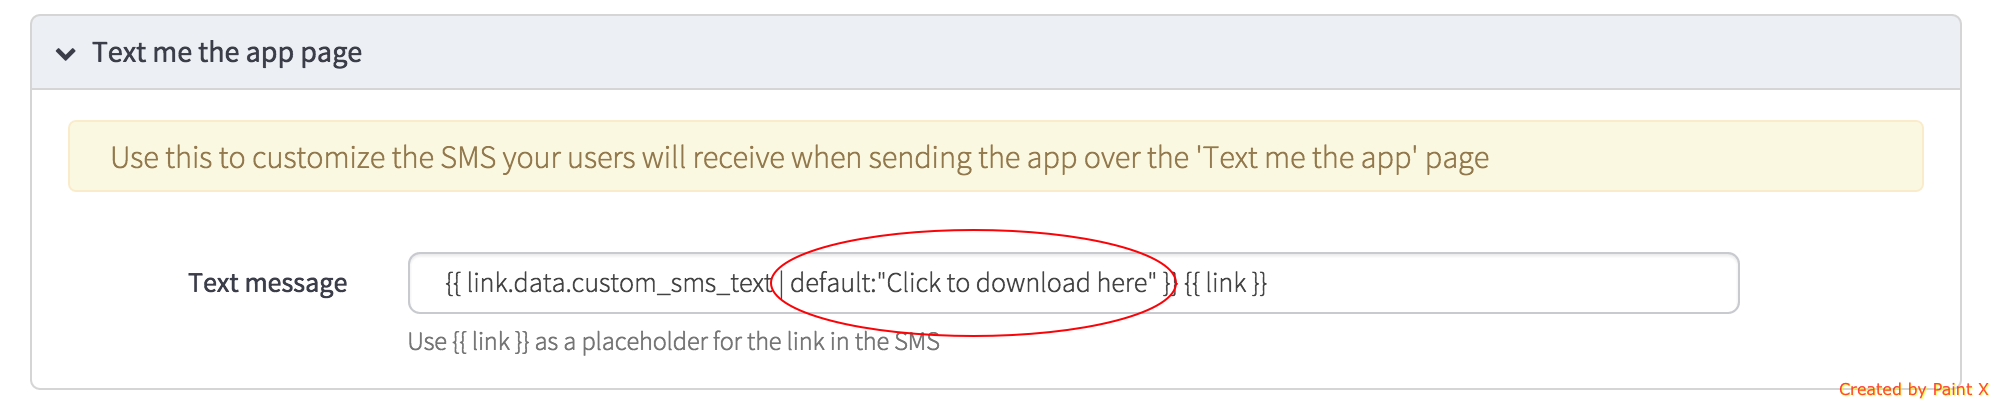 Text me the app page
Use this to customize the SMS your users will receive when sending the app over the 'Text me the app' page
Text message
{{ link.data.custom_sms_text | default:"Click to download here" }} {{ link }}
Use {{ link }} as a placeholder for the link in the SMS
Created by Paint X